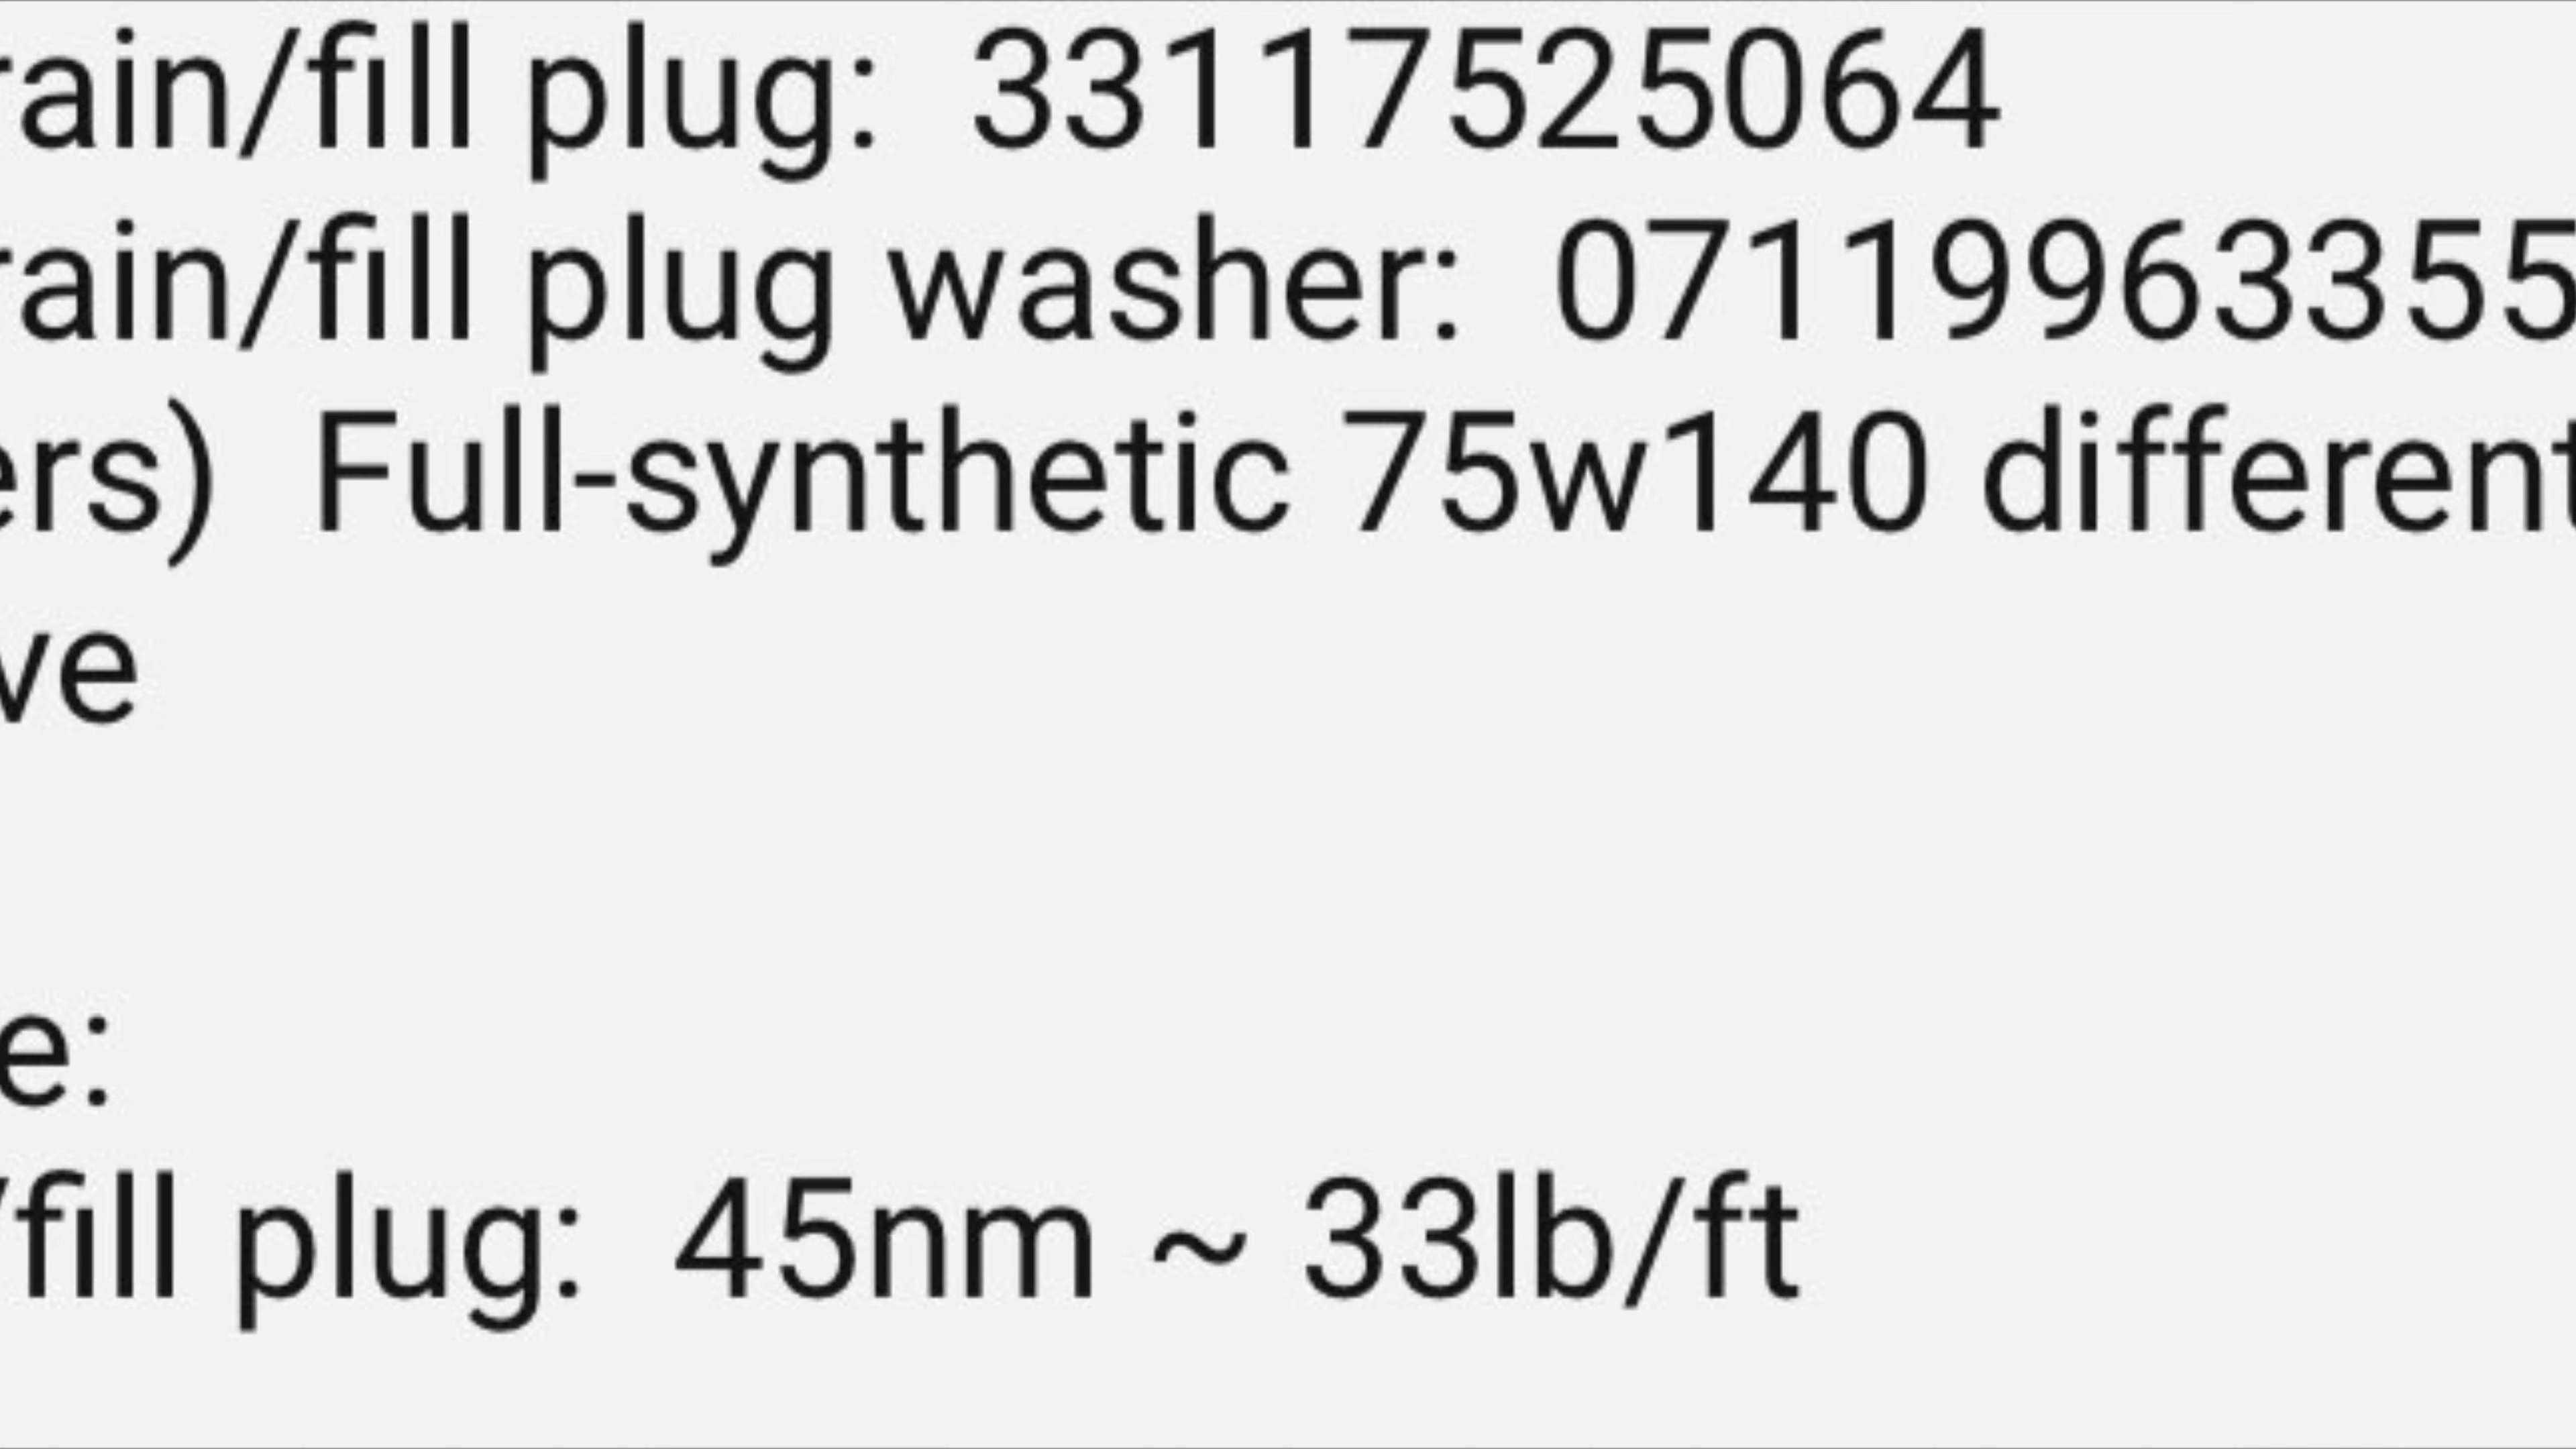 rain/fill plug:  33117525064
rain/fill plug washer:  07119963355
ers)  Full-synthetic 75w140 different
ve
e:
/fill plug:  45nm ~ 33lb/ft